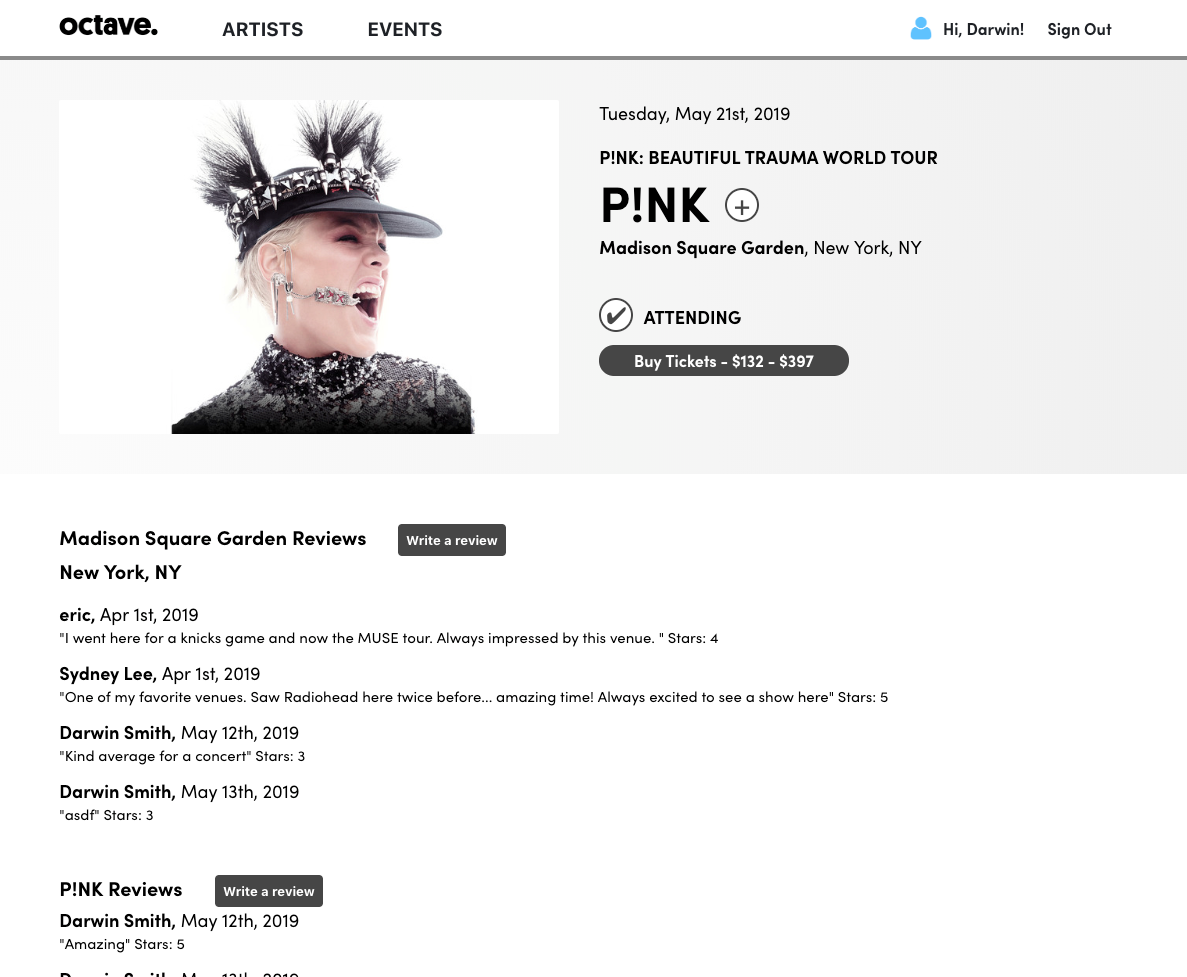 octave.
ARTISTS
EVENTS
Hi, Darwin!
Sign Out
Tuesday, May 21st, 2019
P!NK: BEAUTIFUL TRAUMA WORLD TOUR
P!NK +
Madison Square Garden, New York, NY
✔ ATTENDING
Buy Tickets - $132 - $397
Madison Square Garden Reviews
Write a review
New York, NY
eric, Apr 1st, 2019
"I went here for a knicks game and now the MUSE tour. Always impressed by this venue. " Stars: 4
Sydney Lee, Apr 1st, 2019
"One of my favorite venues. Saw Radiohead here twice before... amazing time! Always excited to see a show here" Stars: 5
Darwin Smith, May 12th, 2019
"Kind average for a concert" Stars: 3
Darwin Smith, May 13th, 2019
"asdf" Stars: 3
P!NK Reviews
Write a review
Darwin Smith, May 12th, 2019
"Amazing" Stars: 5
Darwin Smith, May 13th, 2019